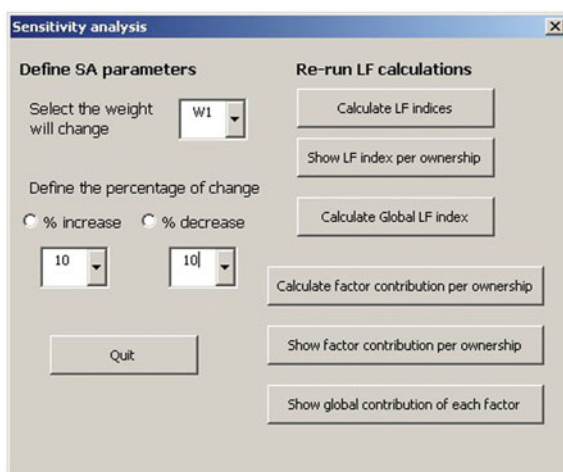 Sensitivity analysis
Define SA parameters
Select the weight
will change
W1
Define the percentage of change
% increase
% decrease
10
10
Quit
Re-run LF calculations
Calculate LF indices
Show LF index per ownership
Calculate Global LF index
Calculate factor contribution per ownership
Show factor contribution per ownership
Show global contribution of each factor